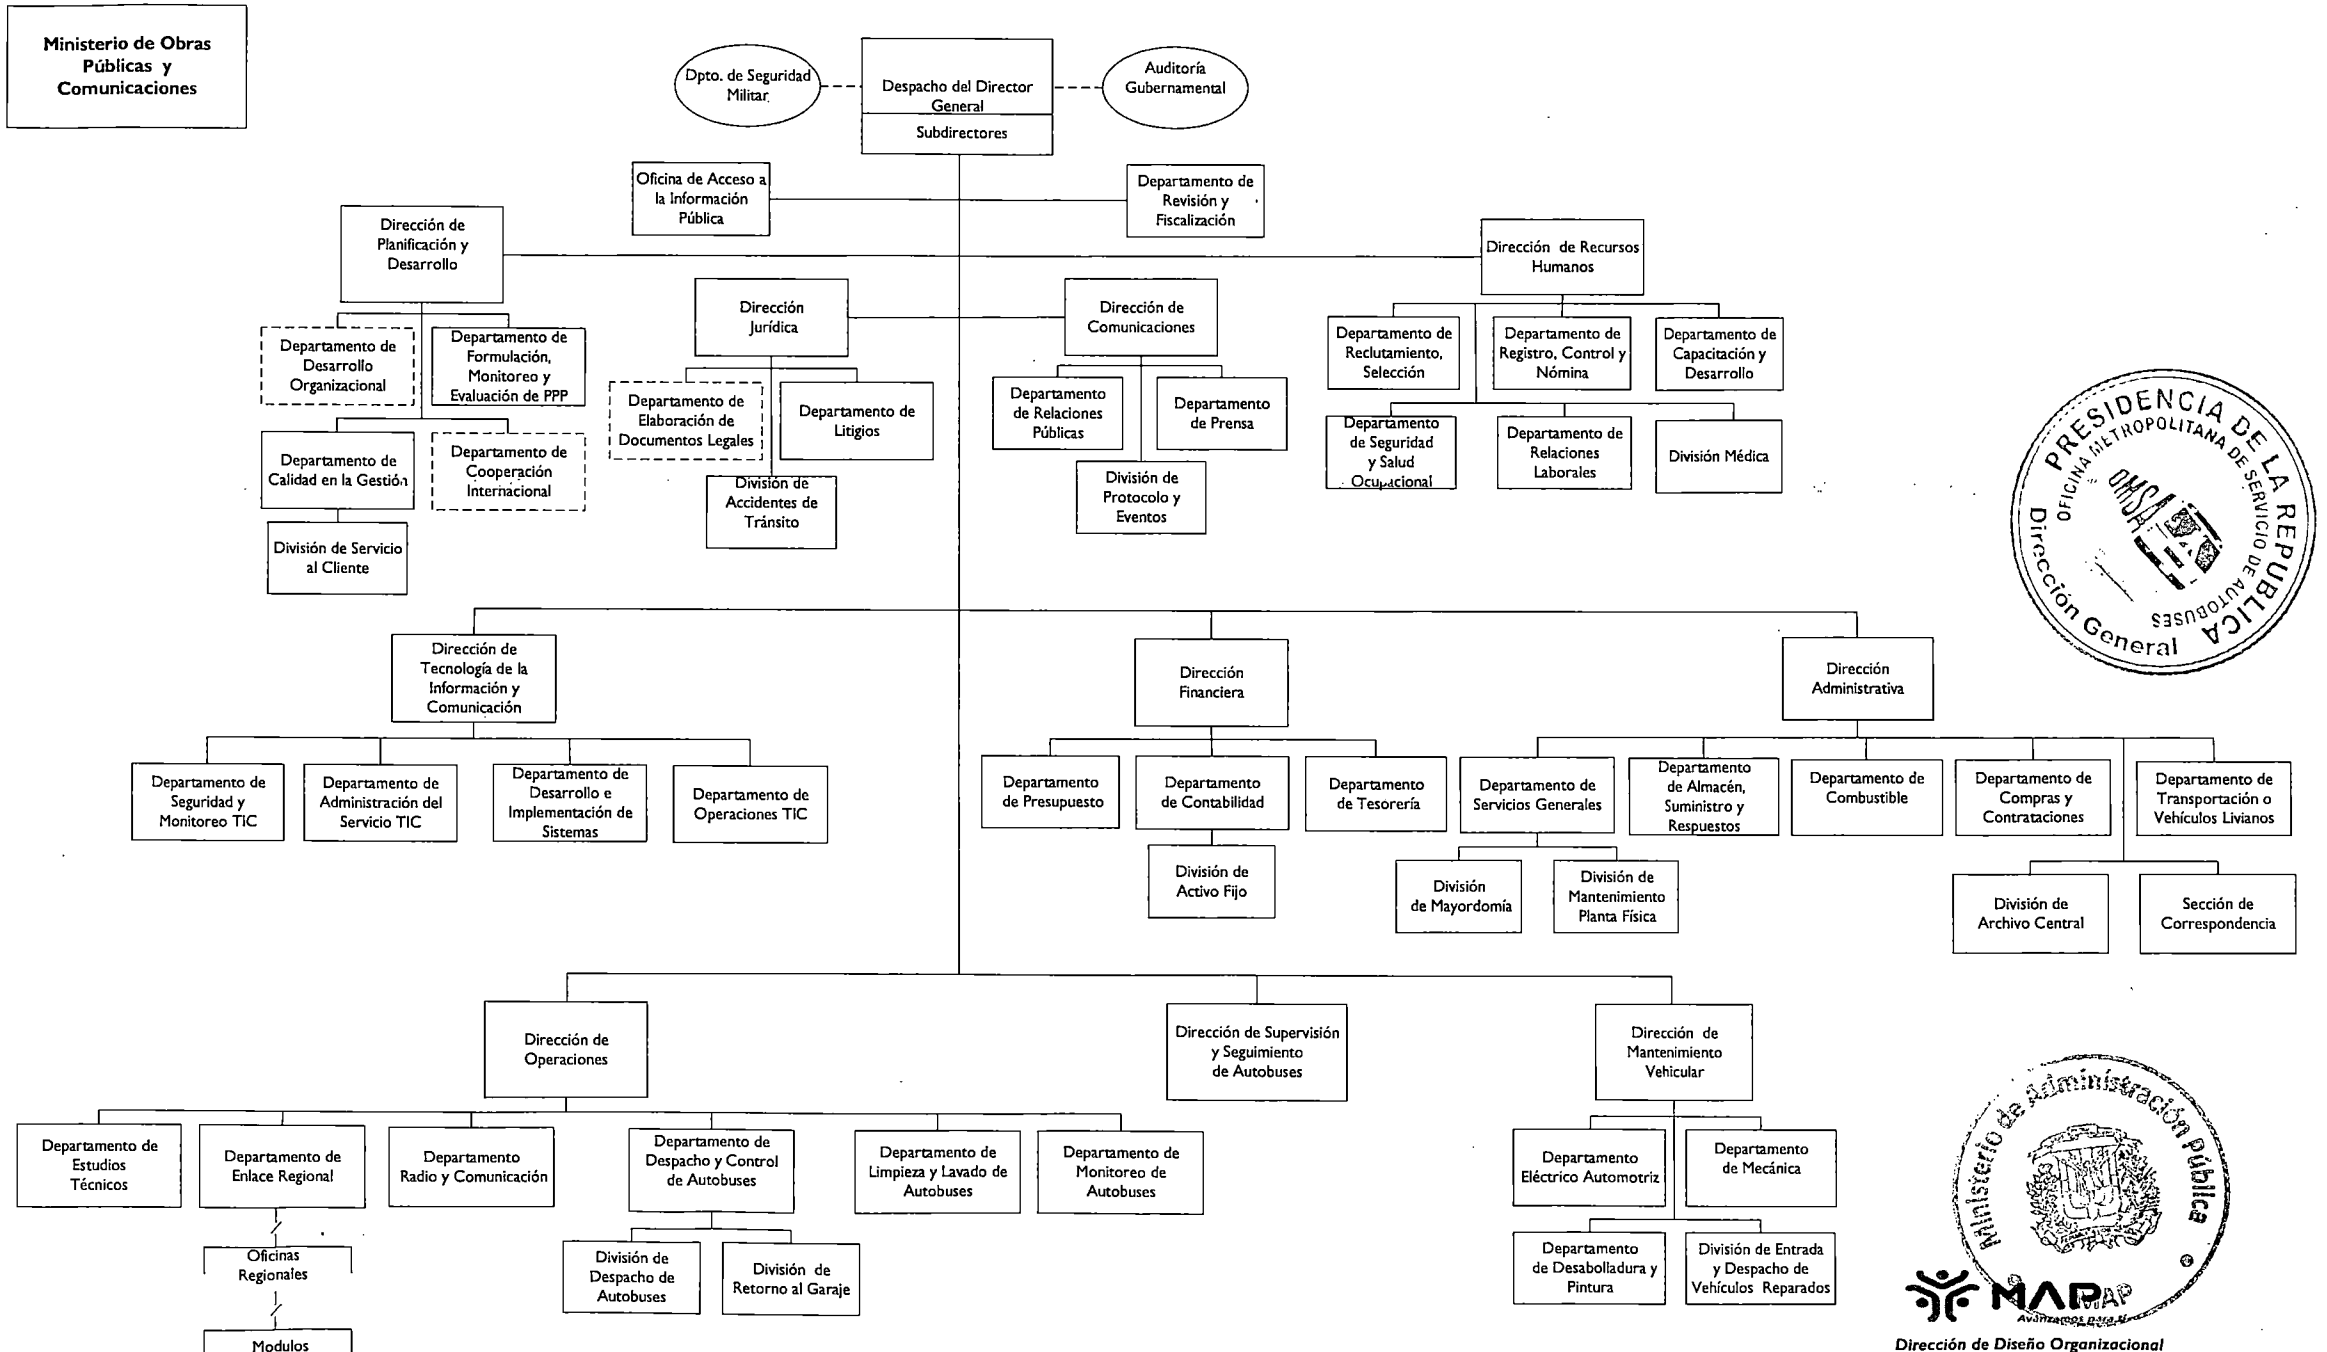 Ministerio de Obras
Públicas y
Comunicaciones
Dpto. de Seguridad
Militar
Despacho del Director
General
Subdirectores
Auditoría
Gubernamental
Oficina de Acceso a
la Información
Pública
Departamento de
Revisión y
Fiscalización
Dirección de
Planificación y
Desarrollo
Dirección de Recursos
Humanos
Dirección
Jurídica
Dirección de
Comunicaciones
Departamento de
Desarrollo
Organizacional
Departamento de
Formulación,
Monitoreo y
Evaluación de PPP
Departamento de
Calidad en la Gestión
Departamento de
Cooperación
Internacional
División de Servicio
al Cliente
Departamento de
Elaboración de
Documentos Legales
Departamento de
Litigios
División de
Accidentes de
Tránsito
Departamento
de Relaciones
Públicas
Departamento
de Prensa
División de
Protocolo y
Eventos
Departamento de
Reclutamiento,
Selección
Departamento de
Registro, Control y
Nómina
Departamento de
Capacitación y
Desarrollo
Departamento
de Seguridad
y Salud
Ocupacional
Departamento de
Relaciones
Laborales
División Médica
PRESIDENCIA DE LA REPUBLICA
OFICINA METROPOLITANA DE SERVICIO DE AUTOBUSES
OMSA
Dirección General
Dirección de
Tecnología de la
Información y
Comunicación
Dirección
Financiera
Dirección
Administrativa
Departamento de
Seguridad y
Monitoreo TIC
Departamento de
Administración del
Servicio TIC
Departamento de
Desarrollo e
Implementación de
Sistemas
Departamento de
Operaciones TIC
Departamento
de Presupuesto
Departamento
de Contabilidad
Departamento
de Tesorería
División de
Activo Fijo
Departamento de
Servicios Generales
Departamento
de Almacén,
Suministro y
Respuestos
Departamento de
Combustible
Departamento de
Compras y
Contrataciones
Departamento de
Transportación o
Vehículos Livianos
División
de Mayordomía
División de
Mantenimiento
Planta Física
División de
Archivo Central
Sección de
Correspondencia
Dirección de
Operaciones
Dirección de Supervisión
y Seguimiento
de Autobuses
Dirección de
Mantenimiento
Vehicular
Departamento de
Estudios
Técnicos
Departamento de
Enlace Regional
Departamento
Radio y Comunicación
Departamento de
Despacho y Control
de Autobuses
Departamento de
Limpieza y Lavado de
Autobuses
Departamento de
Monitoreo de
Autobuses
Oficinas
Regionales
Modulos
División de
Despacho de
Autobuses
División de
Retorno al Garaje
Departamento
Eléctrico Automotriz
Departamento
de Mecánica
Departamento
de Desabolladura y
Pintura
División de Entrada
y Despacho de
Vehículos Reparados
Ministerio de Administración Pública
MAP
MAP
Avanzamos para ti
Dirección de Diseño Organizacional